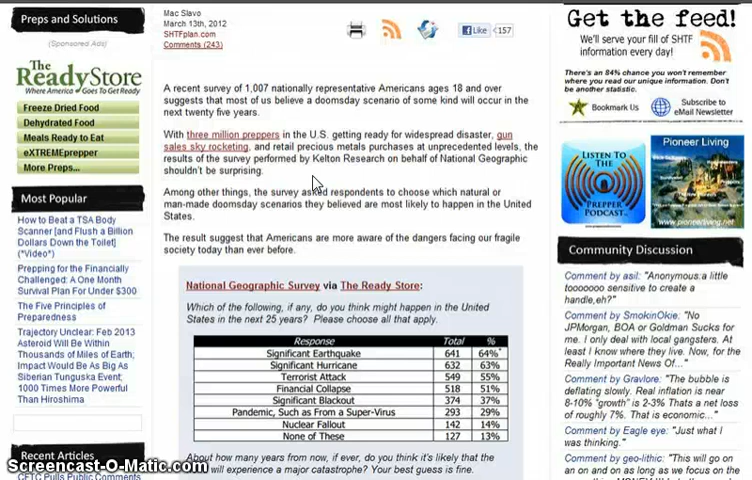 Preps and Solutions
(Sponsored Ads)
The
ReadyStore
Where America Goes To Get Ready
Freeze Dried Food
Dehydrated Food
Meals Ready to Eat
eXTREMEprepper
More Preps...
Most Popular
How to Beat a TSA Body
Scanner [and Flush a Billion
Dollars Down the Toilet]
(*Video*)
Prepping for the Financially
Challenged: A One Month
Survival Plan For Under $300
The Five Principles of
Preparedness
Trajectory Unclear: Feb 2013
Asteroid Will Be Within
Thousands of Miles of Earth;
Impact Would Be As Big As
Siberian Tunguska Event;
1000 Times More Powerful
Than Hiroshima
Recent Articles
CFTC Pulls Public Comments
Mac Slavo
March 13th, 2012
SHTFplan.com
Comments (243)
Like
157
A recent survey of 1,007 nationally representative Americans ages 18 and over
suggests that most of us believe a doomsday scenario of some kind will occur in the
next twenty five years.
With three million preppers in the U.S. getting ready for widespread disaster, gun
sales sky rocketing, and retail precious metals purchases at unprecedented levels, the
results of the survey performed by Kelton Research on behalf of National Geographic
shouldn't be surprising.
Among other things, the survey asked respondents to choose which natural or
man-made doomsday scenarios they believed are most likely to happen in the United
States.
The result suggest that Americans are more aware of the dangers facing our fragile
society today than ever before.
National Geographic Survey via The Ready Store:
Which of the following, if any, do you think might happen in the United
States in the next 25 years? Please choose all that apply.
Response Total %
Significant Earthquake 641 64%*
Significant Hurricane 632 63%
Terrorist Attack 549 55%
Financial Collapse 518 51%
Significant Blackout 374 37%
Pandemic, Such as From a Super-Virus 293 29%
Nuclear Fallout 142 14%
None of These 127 13%
About how many years from now, if ever, do you think it's likely that the
will experience a major catastrophe? Your best guess is fine.
Get the feed!
We'll serve your fill of SHTF
information every day!
There's an 84% chance you won't remember
where you read our unique information. Don't
be another statistic.
Bookmark Us
Subscribe to
eMail Newsletter
LISTEN TO
THE
PREPPER
PODCAST
Pioneer Living
www.pioneerliving.net
Community Discussion
Comment by asil: "Anonymous:a little
tooooooo sensitive to create a
handle,eh?"
Comment by SmokinOkie: "No
JPMorgan, BOA or Goldman Sucks for
me. I only deal with local gangsters. At
least I know where they live. Now, for the
Really Important News Of..."
Comment by Gravlore: "The bubble is
deflating slowly. Real inflation is near
8-10% "growth" is 2-3% Thats a net loss
of roughly 7%. That is economic..."
Comment by Eagle eye: "Just what I
was thinking."
Comment by geo-lithic: "This will go on
an on and on as long as we focus on the
Screencast-O-Matic.com